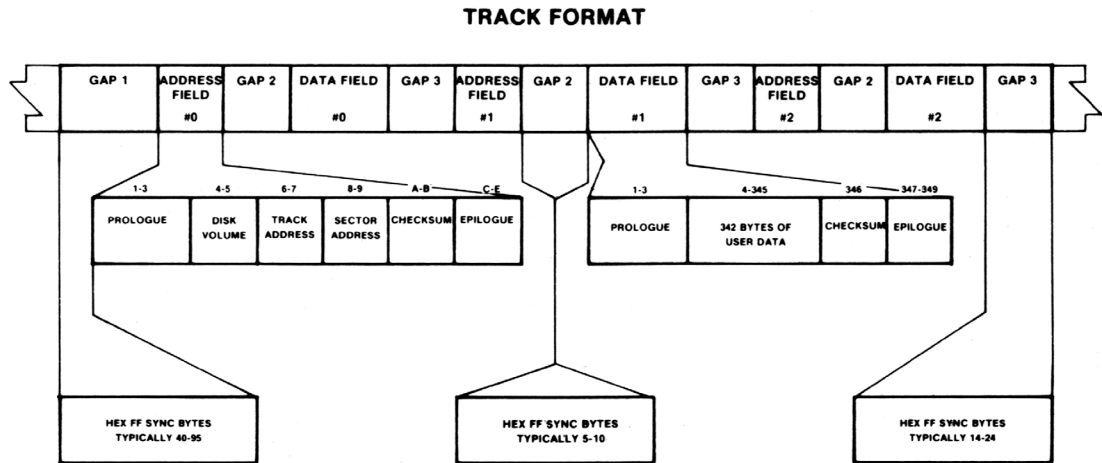 TRACK FORMAT
GAP 1
ADDRESS
FIELD
#0
GAP 2
DATA FIELD
#0
GAP 3
ADDRESS
FIELD
#1
GAP 2
DATA FIELD
#1
GAP 3
ADDRESS
FIELD
#2
GAP 2
DATA FIELD
#2
GAP 3
1-3
4-5
6-7
8-9
A-B
C-E
PROLOGUE
DISK
VOLUME
TRACK
ADDRESS
SECTOR
ADDRESS
CHECKSUM
EPILOGUE
1-3
4-345
346
347-349
PROLOGUE
342 BYTES OF
USER DATA
CHECKSUM
EPILOGUE
HEX FF SYNC BYTES
TYPICALLY 40-95
HEX FF SYNC BYTES
TYPICALLY 5-10
HEX FF SYNC BYTES
TYPICALLY 14-24